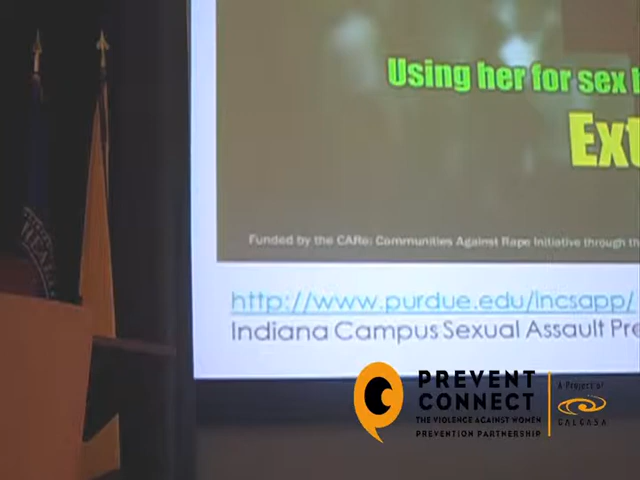 Using her for sex
Ext
Funded by the CARe: Communities Against Rape Initiative through
http://www.purdue.edu/incsapp/
Indiana Campus Sexual Assault Pre
PREVENT
CONNECT
THE VIOLENCE AGAINST WOMEN
PREVENTION PARTNERSHIP
A Project of
CALCASA